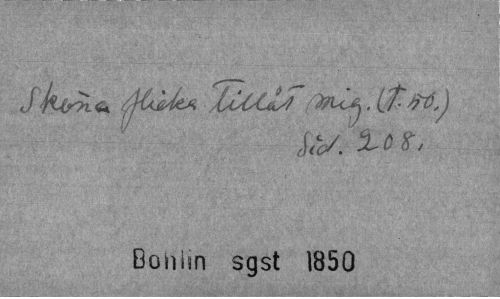 Sköna flicka tillåt mig. (T. 50.)
Sid. 208.
Bohlin sgst 1850